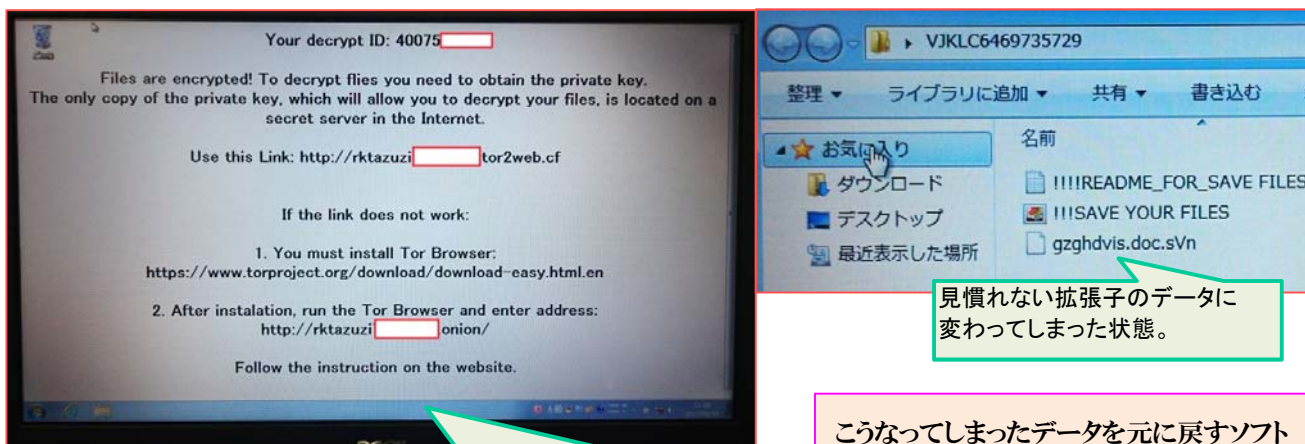 Your decrypt ID: 40075
Files are encrypted! To decrypt flies you need to obtain the private key.
The only copy of the private key, which will allow you to decrypt your files, is located on a
secret server in the Internet.
Use this Link: http://rktazuzi tor2web.cf
If the link does not work:
1. You must install Tor Browser:
https://www.torproject.org/download/download-easy.html.en
2. After instalation, run the Tor Browser and enter address:
http://rktazuzi onion/
Follow the instruction on the website.
VJKLC6469735729
整理 ライブラリに追加 共有 書き込む
お気に入り
ダウンロード
デスクトップ
最近表示した場所
名前
!!!!README_FOR_SAVE FILES
!!!SAVE YOUR FILES
gzghdvis.doc.sVn
見慣れない拡張子のデータに
変わってしまった状態。
こうなってしまったデータを元に戻すソフト